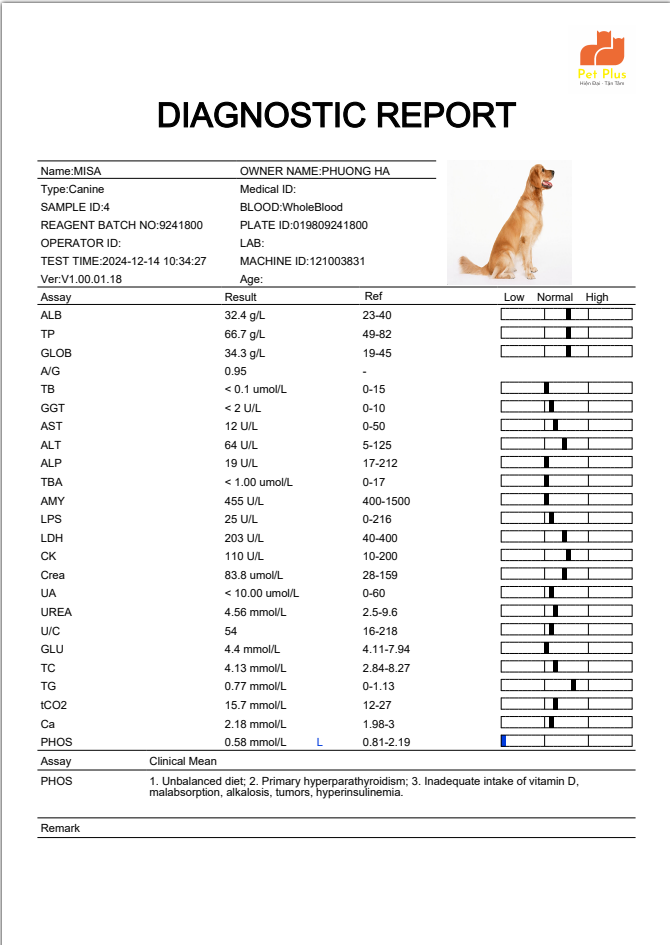 Pet Plus
Hiện Đại - Tận Tâm
DIAGNOSTIC REPORT
Name:MISA OWNER NAME:PHUONG HA
Type:Canine Medical ID:
SAMPLE ID:4 BLOOD:WholeBlood
REAGENT BATCH NO:9241800 PLATE ID:019809241800
OPERATOR ID: LAB:
TEST TIME:2024-12-14 10:34:27 MACHINE ID:121003831
Ver:V1.00.01.18 Age:
Assay Result Ref Low Normal High
ALB 32.4 g/L 23-40
TP 66.7 g/L 49-82
GLOB 34.3 g/L 19-45
A/G 0.95 -
TB < 0.1 umol/L 0-15
GGT < 2 U/L 0-10
AST 12 U/L 0-50
ALT 64 U/L 5-125
ALP 19 U/L 17-212
TBA < 1.00 umol/L 0-17
AMY 455 U/L 400-1500
LPS 25 U/L 0-216
LDH 203 U/L 40-400
CK 110 U/L 10-200
Crea 83.8 umol/L 28-159
UA < 10.00 umol/L 0-60
UREA 4.56 mmol/L 2.5-9.6
U/C 54 16-218
GLU 4.4 mmol/L 4.11-7.94
TC 4.13 mmol/L 2.84-8.27
TG 0.77 mmol/L 0-1.13
tCO2 15.7 mmol/L 12-27
Ca 2.18 mmol/L 1.98-3
PHOS 0.58 mmol/L L 0.81-2.19
Assay Clinical Mean
PHOS 1. Unbalanced diet; 2. Primary hyperparathyroidism; 3. Inadequate intake of vitamin D,
malabsorption, alkalosis, tumors, hyperinsulinemia.
Remark